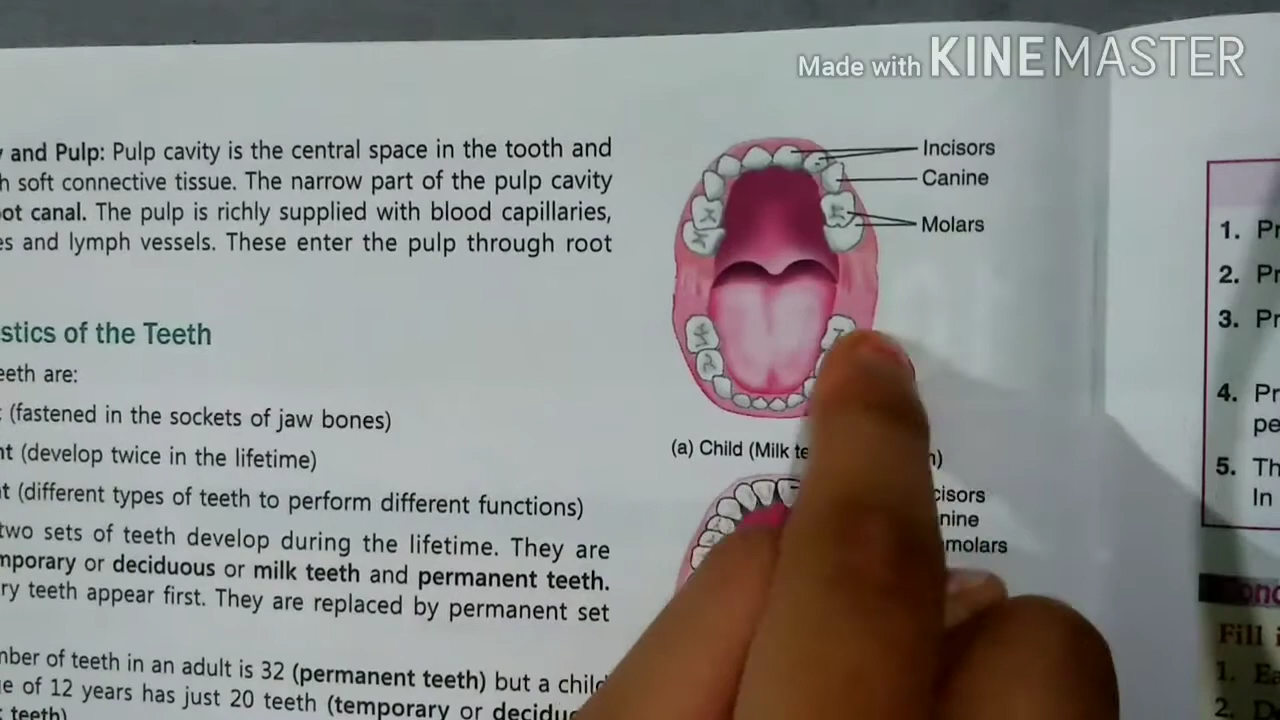 Made with KINEMASTER
and Pulp: Pulp cavity is the central space in the tooth and
soft connective tissue. The narrow part of the pulp cavity
canal. The pulp is richly supplied with blood capillaries,
and lymph vessels. These enter the pulp through root
Incisors
Canine
Molars
stics of the Teeth
eeth are:
(fastened in the sockets of jaw bones)
(develop twice in the lifetime)
(different types of teeth to perform different functions)
two sets of teeth develop during the lifetime. They are
mporary or deciduous or milk teeth and permanent teeth.
ry teeth appear first. They are replaced by permanent set
mber of teeth in an adult is 32 (permanent teeth) but a child
of 12 years has just 20 teeth (temporary or decidu
teeth)
(a) Child (Milk te
cisors
nine
molars
1. Pr
2. Pr
3. Pr
4. Pr
pe
5. Th
In
Fill i
1. Ea
2.